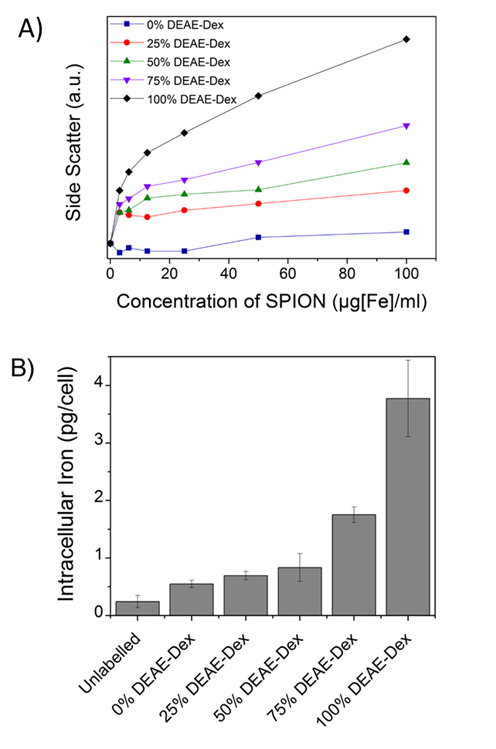 A)
0% DEAE-Dex
25% DEAE-Dex
50% DEAE-Dex
75% DEAE-Dex
100% DEAE-Dex
Side Scatter (a.u.)
0 20 40 60 80 100
Concentration of SPION (µg[Fe]/ml)
B)
Intracellular Iron (pg/cell)
4
3
2
1
0
Unlabelled
0% DEAE-Dex
25% DEAE-Dex
50% DEAE-Dex
75% DEAE-Dex
100% DEAE-Dex